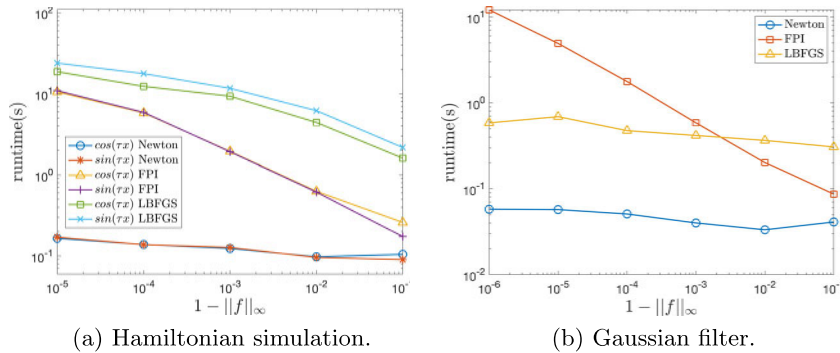 10^2
10^1
10^0
10^-1
runtime(s)
cos(τx) Newton
sin(τx) Newton
cos(τx) FPI
sin(τx) FPI
cos(τx) LBFGS
sin(τx) LBFGS
10^-5 10^-4 10^-3 10^-2 10^-
1 − ||f||∞
(a) Hamiltonian simulation.
10^1
10^0
10^-1
10^-2
runtime(s)
Newton
FPI
LBFGS
10^-6 10^-5 10^-4 10^-3 10^-2 10^-1
1 − ||f||∞
(b) Gaussian filter.